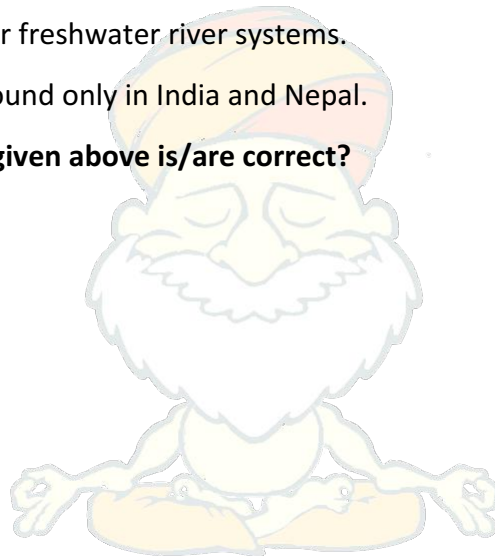 r freshwater river systems.
ound only in India and Nepal.
given above is/are correct?